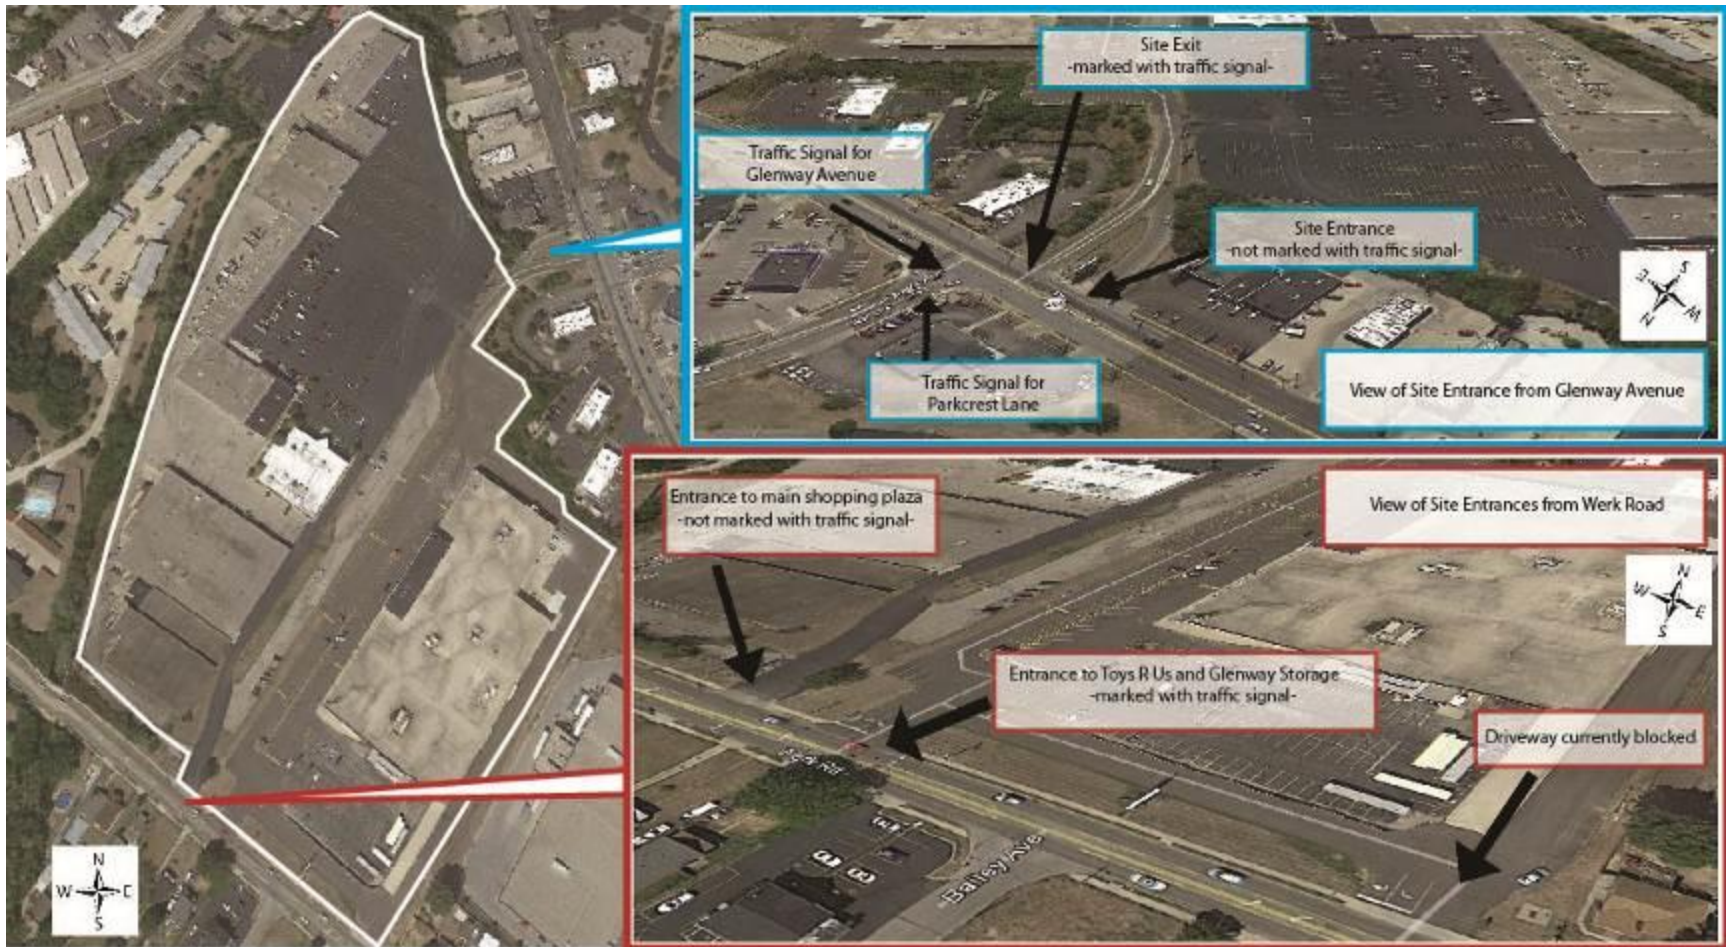 Site Exit
-marked with traffic signal-
Traffic Signal for
Glenway Avenue
Site Entrance
-not marked with traffic signal-
Traffic Signal for
Parkcrest Lane
View of Site Entrance from Glenway Avenue
S
E
W
N
Entrance to main shopping plaza
-not marked with traffic signal-
View of Site Entrances from Werk Road
N
W
E
S
Entrance to Toys R Us and Glenway Storage
-marked with traffic signal-
Driveway currently blocked
Bailey Ave
N
W
E
S